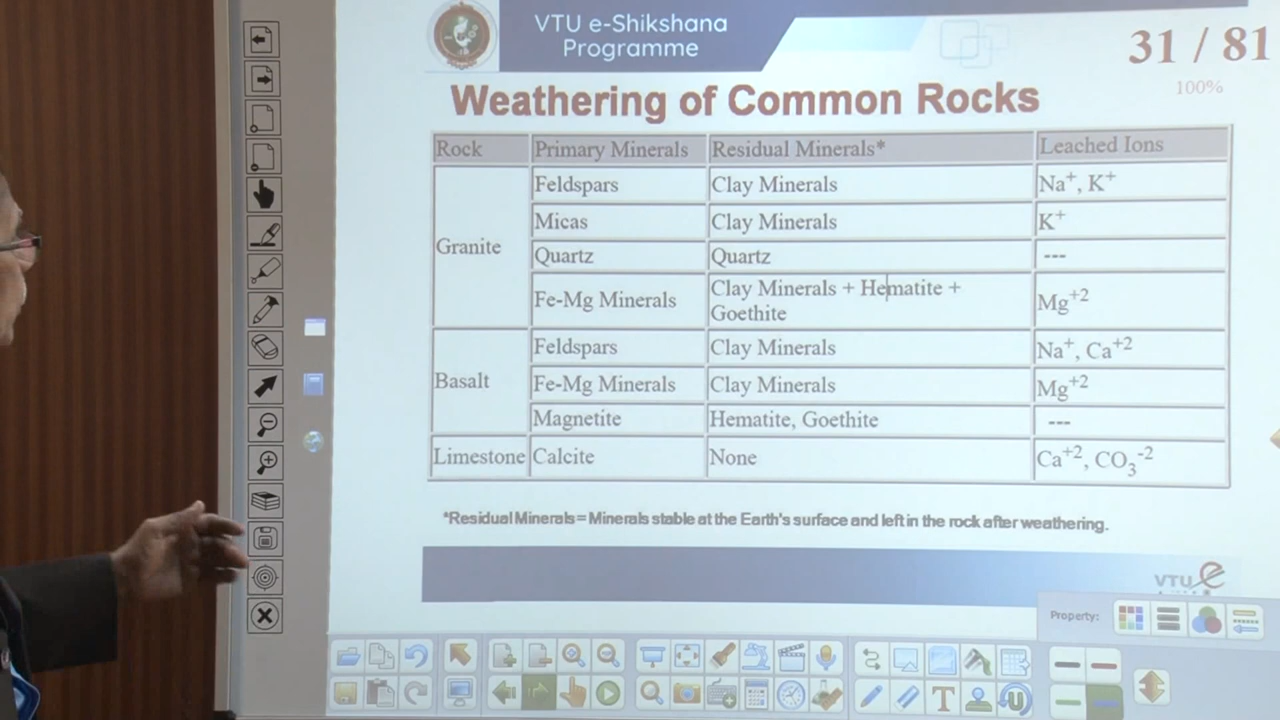 VTU e-Shikshana
Programme
31 / 81
100%
Weathering of Common Rocks
Rock Primary Minerals Residual Minerals* Leached Ions
Granite
Feldspars Clay Minerals Na⁺, K⁺
Micas Clay Minerals K⁺
Quartz Quartz ---
Fe-Mg Minerals Clay Minerals + Hematite +
Goethite Mg⁺²
Basalt
Feldspars Clay Minerals Na⁺, Ca⁺²
Fe-Mg Minerals Clay Minerals Mg⁺²
Magnetite Hematite, Goethite ---
Limestone Calcite None Ca⁺², CO₃⁻²
*Residual Minerals = Minerals stable at the Earth's surface and left in the rock after weathering.
VTU e
Property: